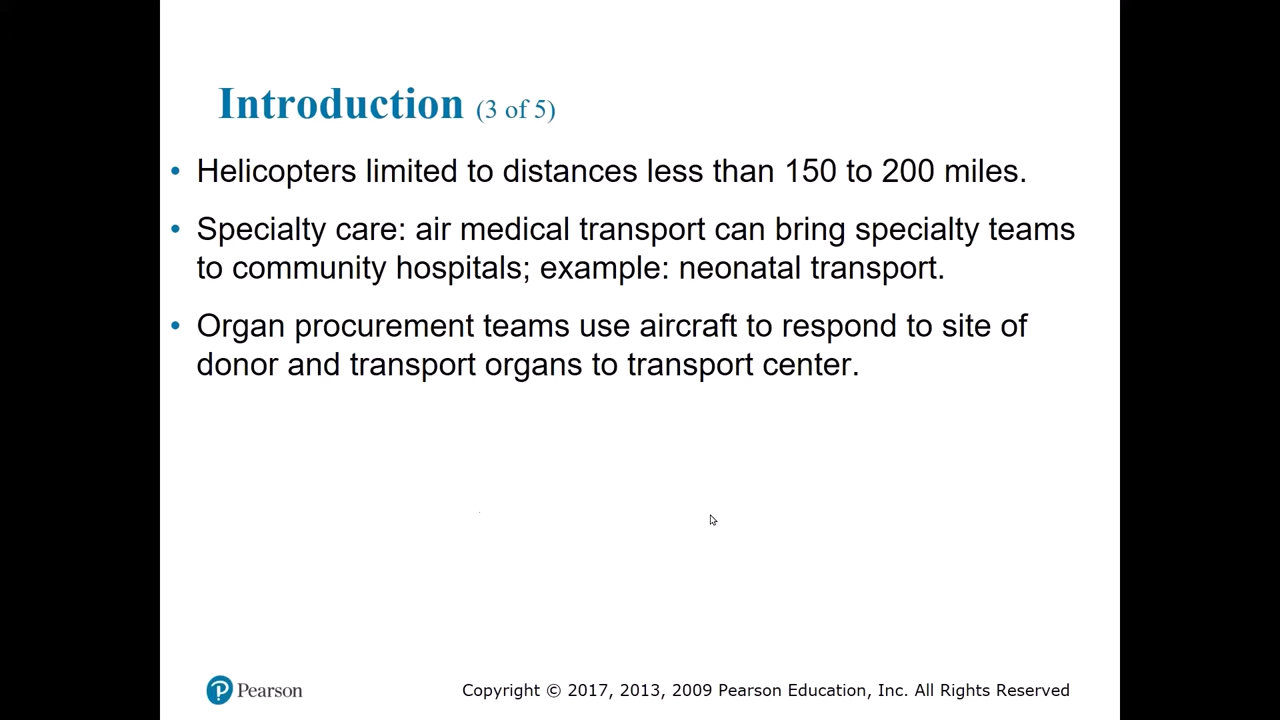 Introduction (3 of 5)
• Helicopters limited to distances less than 150 to 200 miles.
• Specialty care: air medical transport can bring specialty teams
to community hospitals; example: neonatal transport.
• Organ procurement teams use aircraft to respond to site of
donor and transport organs to transport center.
Pearson
Copyright © 2017, 2013, 2009 Pearson Education, Inc. All Rights Reserved